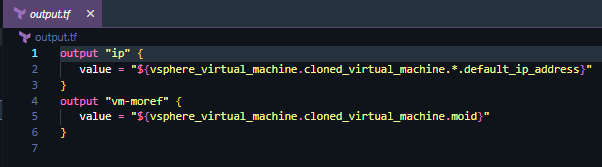 output.tf ×
output.tf
1 output "ip" {
2 value = "${vsphere_virtual_machine.cloned_virtual_machine.*.default_ip_address}"
3 }
4 output "vm-moref" {
5 value = "${vsphere_virtual_machine.cloned_virtual_machine.moid}"
6 }
7